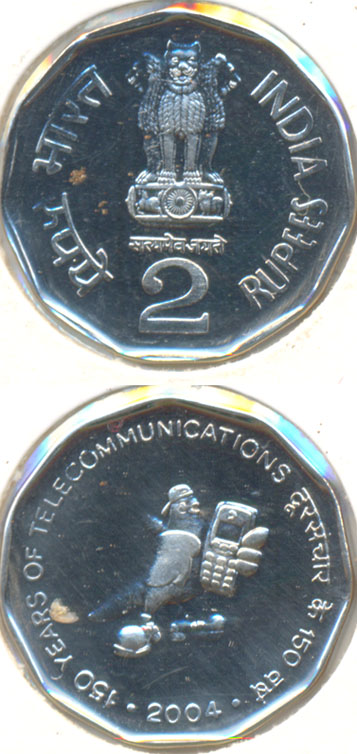 भारत
INDIA
सत्यमेव जयते
रुपये
RUPEES
2
150 YEARS OF TELECOMMUNICATIONS
दूरसंचार के 150 वर्ष
2004